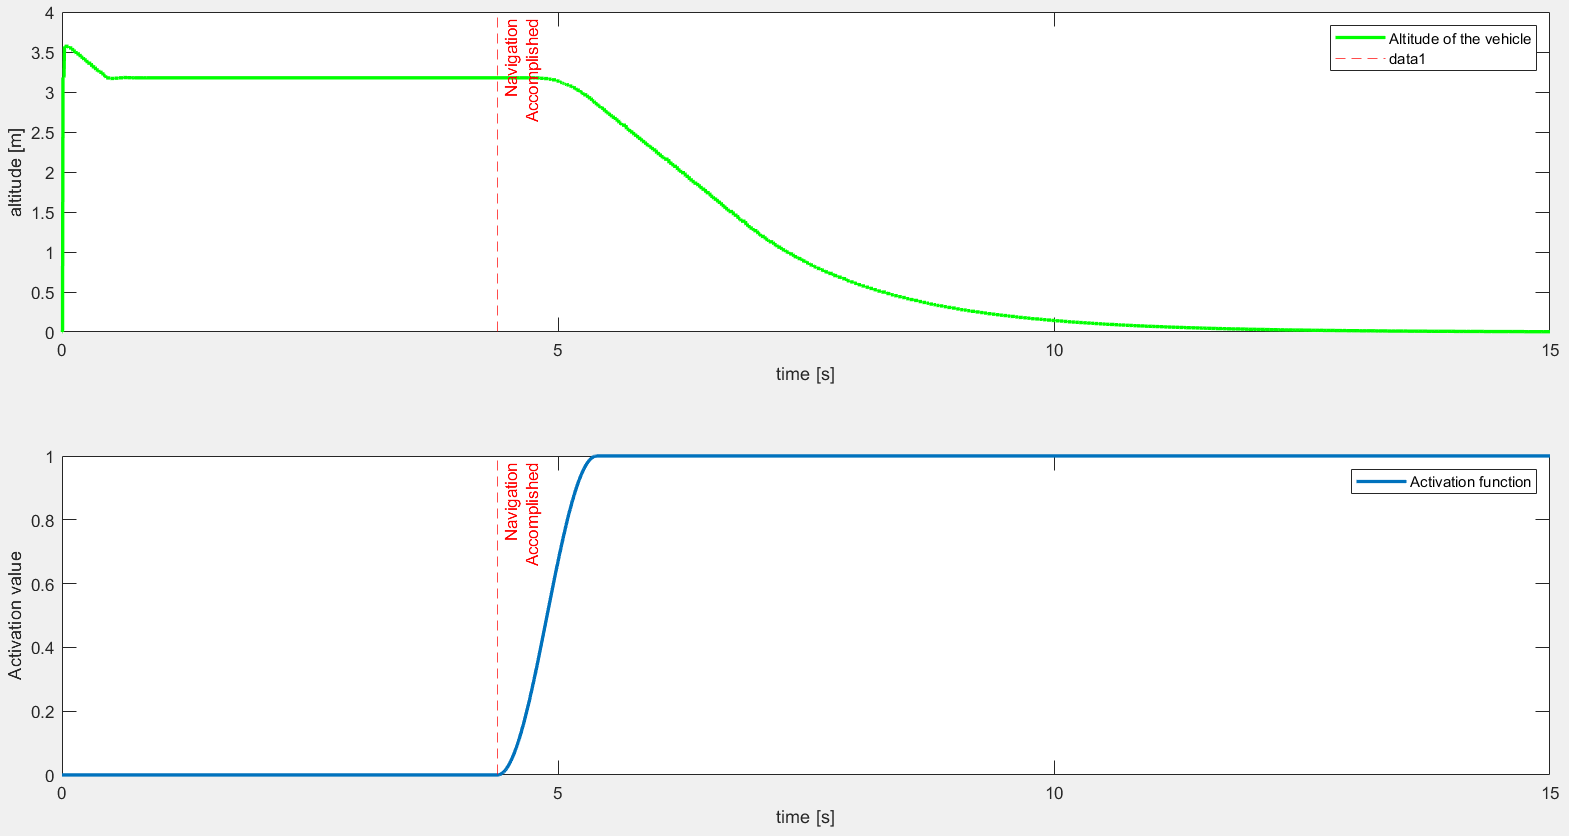 4
3.5
3
2.5
2
1.5
1
0.5
0
altitude [m]
Navigation
Accomplished
Altitude of the vehicle
data1
0
5
10
15
time [s]
1
0.8
0.6
0.4
0.2
0
Activation value
Navigation
Accomplished
Activation function
0
5
10
15
time [s]